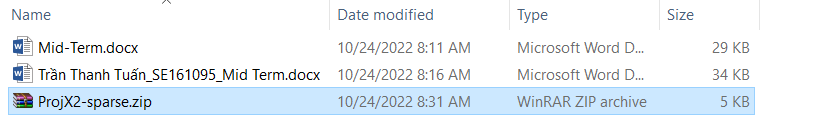 Name Date modified Type Size
Mid-Term.docx 10/24/2022 8:11 AM Microsoft Word D... 29 KB
Trần Thanh Tuấn_SE161095_Mid Term.docx 10/24/2022 8:16 AM Microsoft Word D... 34 KB
ProjX2-sparse.zip 10/24/2022 8:31 AM WinRAR ZIP archive 5 KB